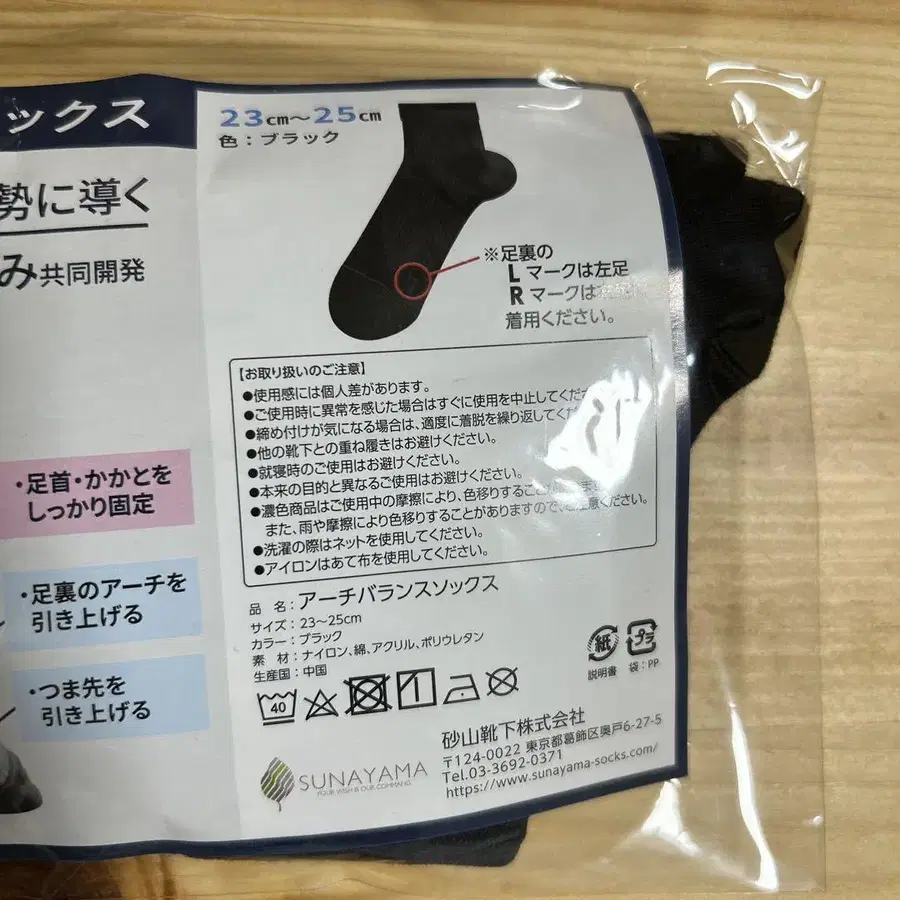 ックス
勢に導く
み共同開発
・足首・かかとを
しっかり固定
・足裏のアーチを
引き上げる
・つま先を
引き上げる
23cm～25cm
色：ブラック
※足裏の
L マークは左足
R マークは
着用ください。
【お取り扱いのご注意】
●使用感には個人差があります。
●ご使用時に異常を感じた場合はすぐに使用を中止してくだ
●締め付けが気になる場合は、適度に着脱を繰り返してくだ
●他の靴下との重ね履きはお避けください。
●就寝時のご使用はお避けください。
●本来の目的と異なるご使用はお避けください。
●濃色商品はご使用中の摩擦により、色移りすることが
また、雨や摩擦により色移りすることがありますので、ご注意ください。
●洗濯の際はネットを使用してください。
●アイロンはあて布を使用してください。
品 名：アーチバランスソックス
サイズ：23～25cm
カラー：ブラック
素 材：ナイロン、綿、アクリル、ポリウレタン
生産国：中国
40
紙
プラ
説明書
袋：PP
砂山靴下株式会社
〒124-0022 東京都葛飾区奥戸6-27-5
Tel.03-3692-0371
https://www.sunayama-socks.com/
SUNAYAMA
YOUR WISH IS OUR COMMAND.